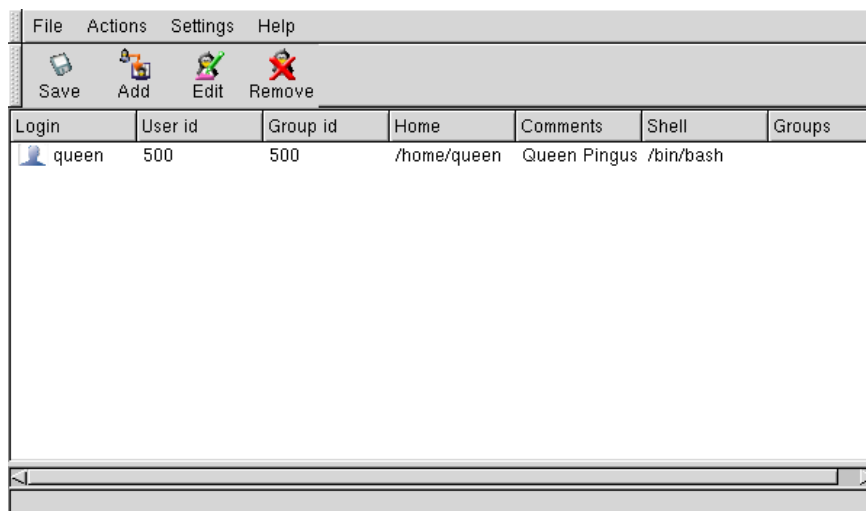 File Actions Settings Help
Save Add Edit Remove
Login User id Group id Home Comments Shell Groups
queen 500 500 /home/queen Queen Pingus /bin/bash